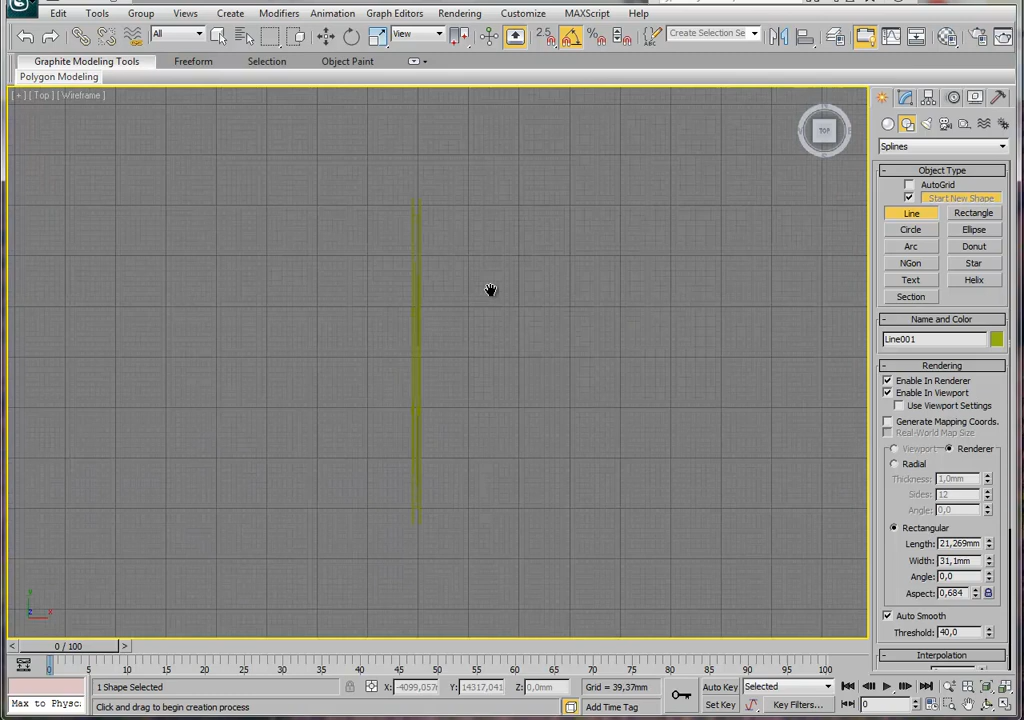 Edit Tools Group Views Create Modifiers Animation Graph Editors Rendering Customize MAXScript Help
All View 2.5 Create Selection Se
Graphite Modeling Tools Freeform Selection Object Paint
Polygon Modeling
[ + ] [ Top ] [ Wireframe ]
TOP
Splines
- Object Type
AutoGrid
Start New Shape
Line Rectangle
Circle Ellipse
Arc Donut
NGon Star
Text Helix
Section
- Name and Color
Line001
- Rendering
Enable In Renderer
Enable In Viewport
Use Viewport Settings
Generate Mapping Coords.
Real-World Map Size
Viewport Renderer
Radial
Thickness: 1,0mm
Sides: 12
Angle: 0,0
Rectangular
Length: 21,269mm
Width: 31,1mm
Angle: 0,0
Aspect: 0,684
Auto Smooth
Threshold: 40,0
- Interpolation
y
z x
< 0 / 100 >
0 5 10 15 20 25 30 35 40 45 50 55 60 65 70 75 80 85 90 95 100
1 Shape Selected X: -4099,057 Y: 14317,041 Z: 0,0mm Grid = 39,37mm Auto Key Selected
Max to Physc: Click and drag to begin creation process Add Time Tag Set Key Key Filters... 0